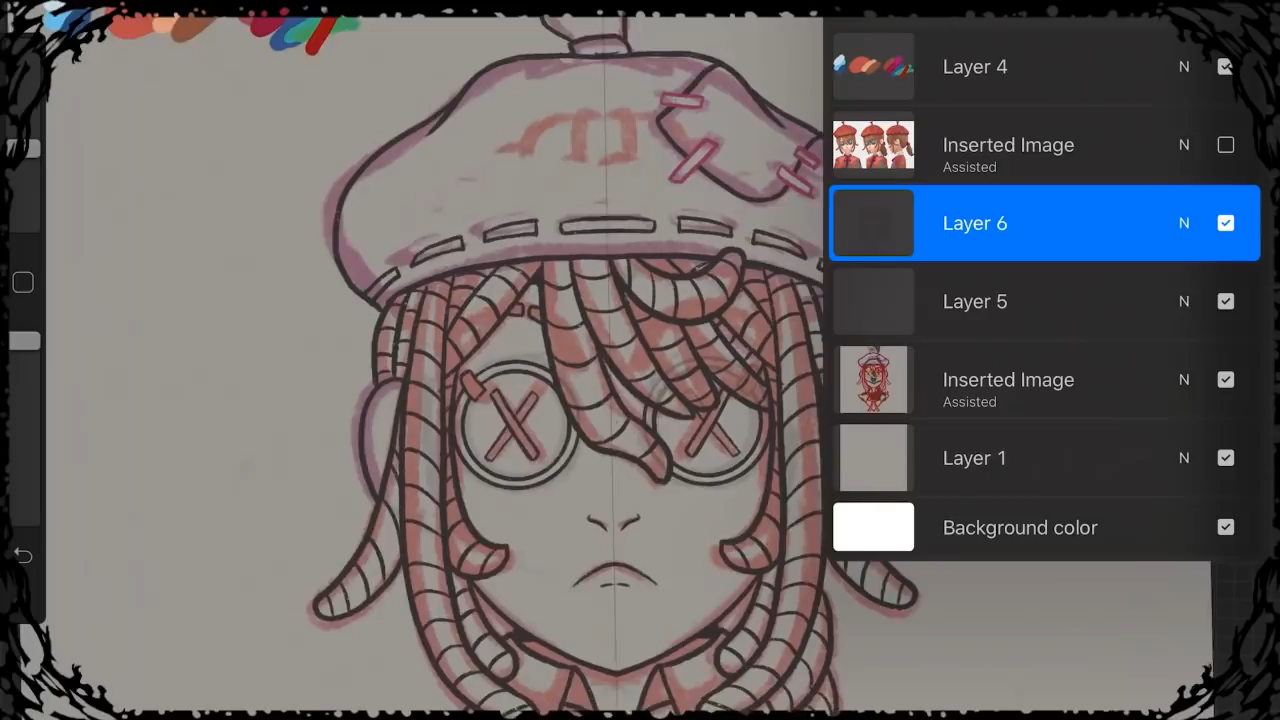 Layer 4 N
Inserted Image N
Assisted
Layer 6 N
Layer 5 N
Inserted Image N
Assisted
Layer 1 N
Background color